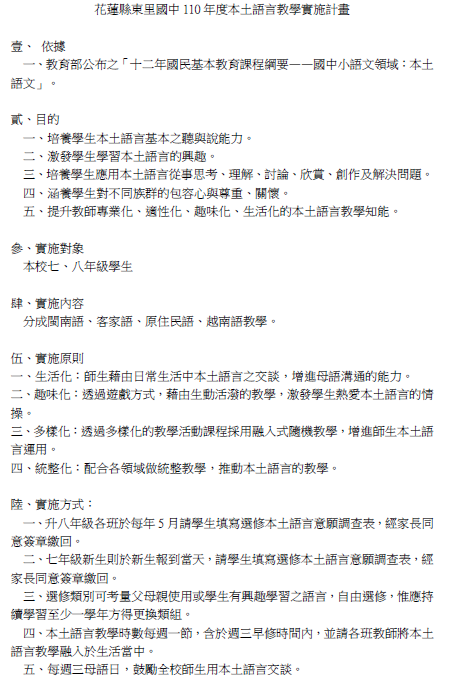 花蓮縣東里國中 110 年度本土語言教學實施計畫
壹、 依據
一、教育部公布之「十二年國民基本教育課程綱要——國中小語文領域：本土
語文」。
貳、目的
一、培養學生本土語言基本之聽與說能力。
二、激發學生學習本土語言的興趣。
三、培養學生應用本土語言從事思考、理解、討論、欣賞、創作及解決問題。
四、涵養學生對不同族群的包容心與尊重、關懷。
五、提升教師專業化、適性化、趣味化、生活化的本土語言教學知能。
參、實施對象
本校七、八年級學生
肆、實施內容
分成閩南語、客家語、原住民語、越南語教學。
伍、實施原則
一、生活化：師生藉由日常生活中本土語言之交談，增進母語溝通的能力。
二、趣味化：透過遊戲方式，藉由生動活潑的教學，激發學生熱愛本土語言的情
操。
三、多樣化：透過多樣化的教學活動課程採用融入式隨機教學，增進師生本土語
言運用。
四、統整化：配合各領域做統整教學，推動本土語言的教學。
陸、實施方式：
一、升八年級各班於每年 5 月請學生填寫選修本土語言意願調查表，經家長同
意簽章繳回。
二、七年級新生則於新生報到當天，請學生填寫選修本土語言意願調查表，經
家長同意簽章繳回。
三、選修類別可考量父母親使用或學生有興趣學習之語言，自由選修，惟應持
續學習至少一學年方得更換類組。
四、本土語言教學時數每週一節，含於週三早修時間內，並請各班教師將本土
語言教學融入於生活當中。
五、每週三母語日，鼓勵全校師生用本土語言交談。